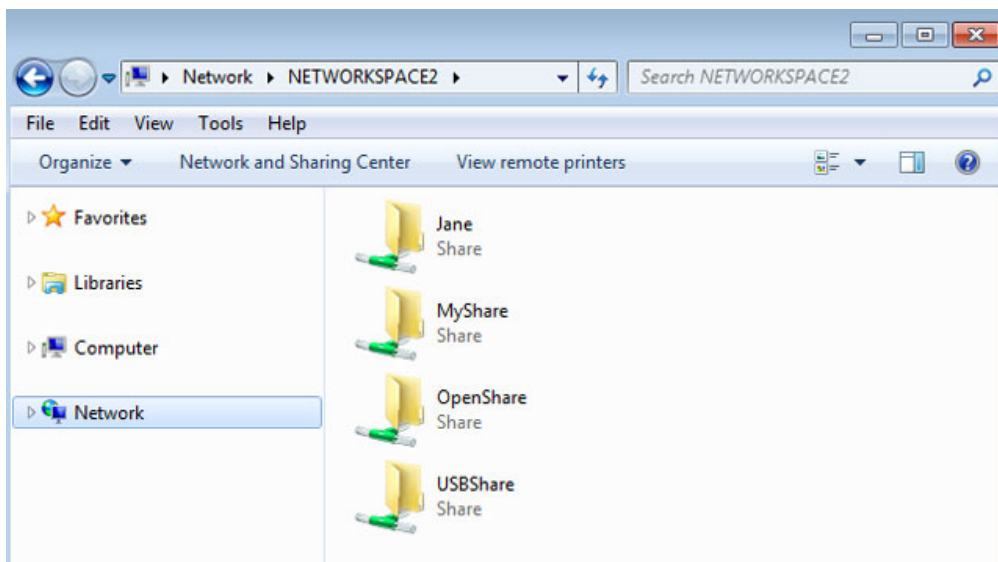 Network NETWORKSPACE2
Search NETWORKSPACE2
File Edit View Tools Help
Organize Network and Sharing Center View remote printers
Favorites
Libraries
Computer
Network
Jane
Share
MyShare
Share
OpenShare
Share
USBShare
Share